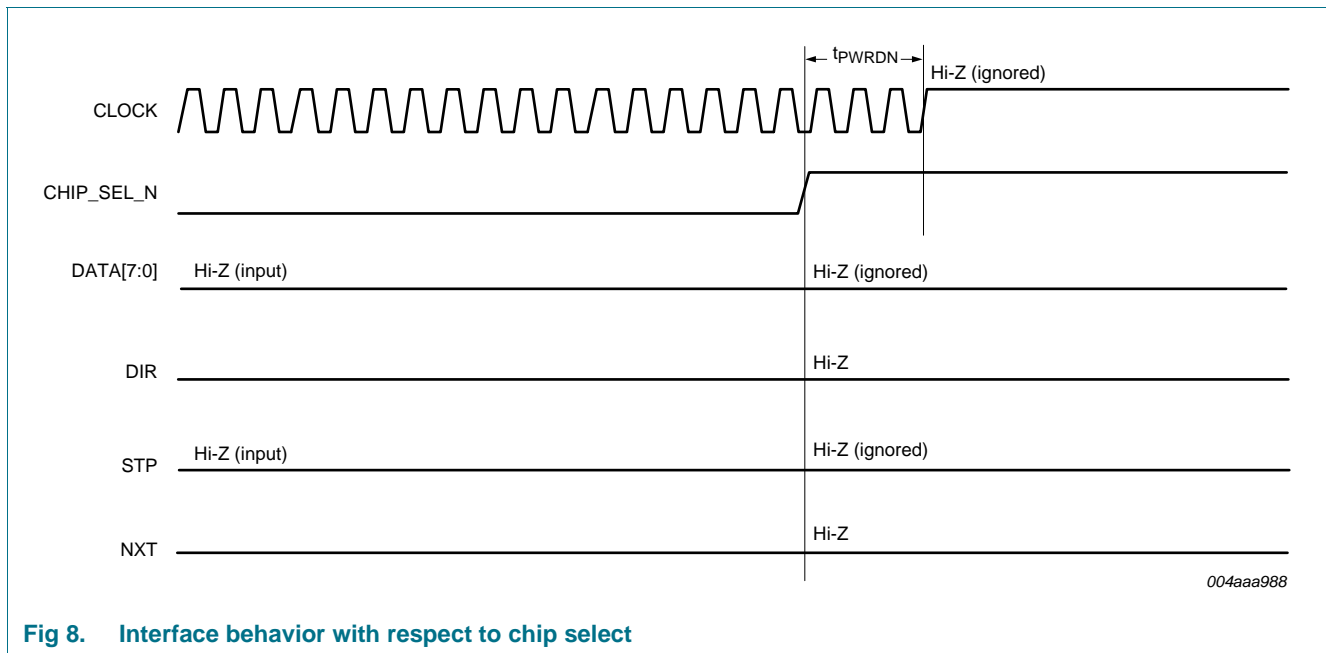 tPWRDN
Hi-Z (ignored)
CLOCK
CHIP_SEL_N
DATA[7:0] Hi-Z (input) Hi-Z (ignored)
DIR Hi-Z
STP Hi-Z (input) Hi-Z (ignored)
NXT Hi-Z
004aaa988
Fig 8. Interface behavior with respect to chip select